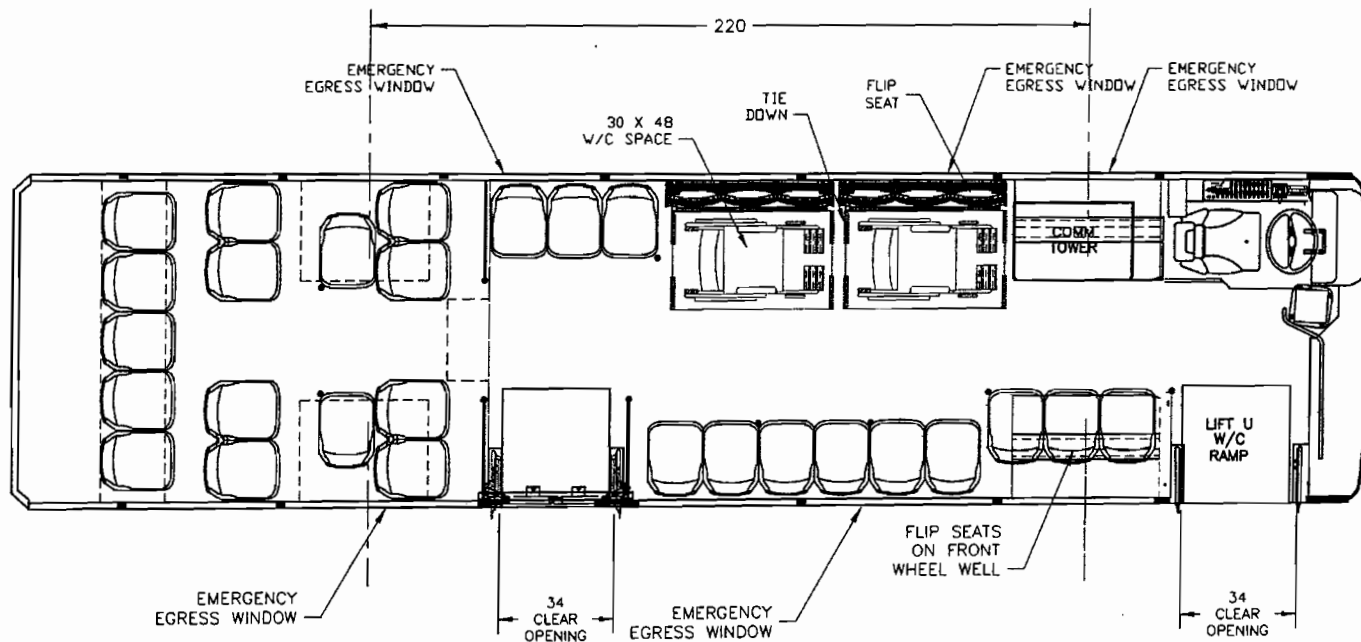 220
EMERGENCY
EGRESS WINDOW
30 X 48
W/C SPACE
TIE
DOWN
FLIP
SEAT
EMERGENCY
EGRESS WINDOW
EMERGENCY
EGRESS WINDOW
COMM
TOWER
LIFT U
W/C
RAMP
FLIP SEATS
ON FRONT
WHEEL WELL
EMERGENCY
EGRESS WINDOW
34
CLEAR
OPENING
EMERGENCY
EGRESS WINDOW
34
CLEAR
OPENING